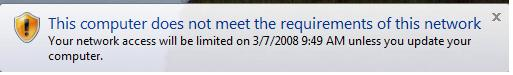 This computer does not meet the requirements of this network
Your network access will be limited on 3/7/2008 9:49 AM unless you update your
computer.